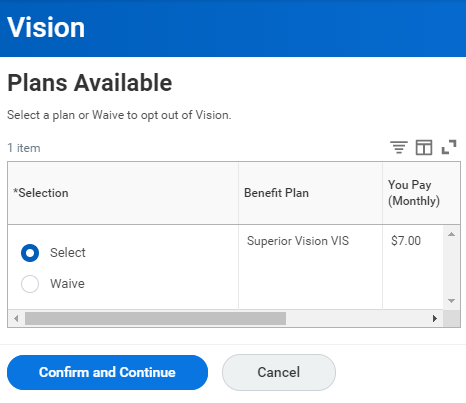 Vision
Plans Available
Select a plan or Waive to opt out of Vision.
1 item
*Selection Benefit Plan You Pay (Monthly)
Select Superior Vision VIS $7.00
Waive
Confirm and Continue Cancel